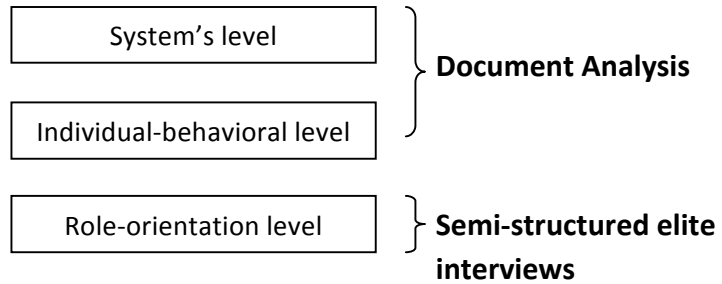 System’s level
Document Analysis
Individual-behavioral level
Role-orientation level
Semi-structured elite
interviews